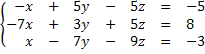 −x + 5y − 5z = −5
−7x + 3y + 5z = 8
x − 7y − 9z = −3